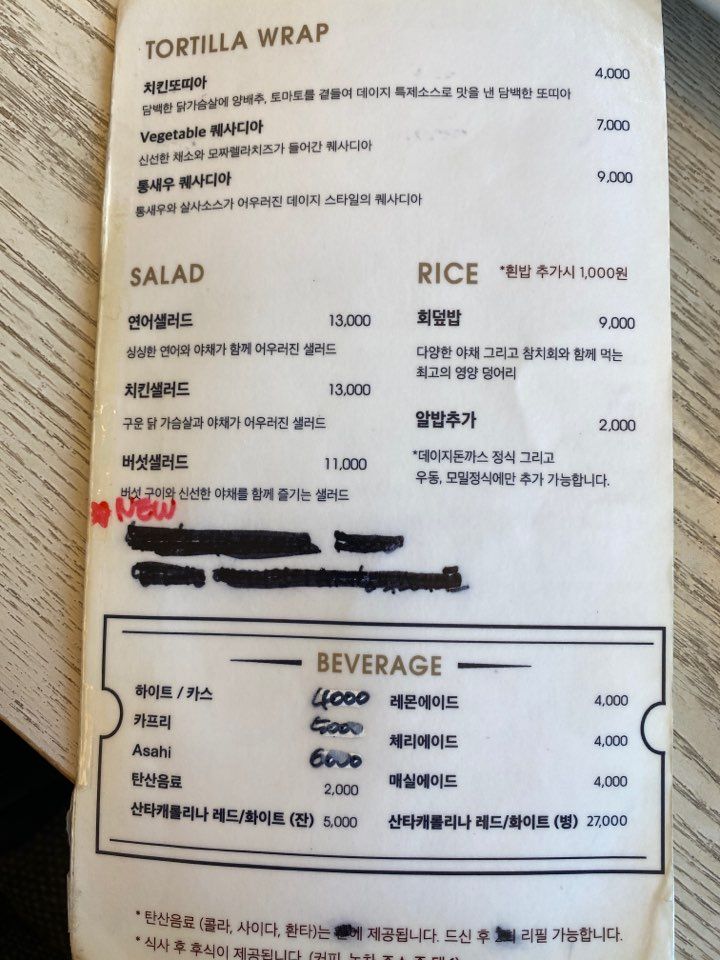 TORTILLA WRAP
치킨또띠아 4,000
담백한 닭가슴살에 양배추, 토마토를 곁들여 데이지 특제소스로 맛을 낸 담백한 또띠아
Vegetable 퀘사디아 7,000
신선한 채소와 모짜렐라치즈가 들어간 퀘사디아
통새우 퀘사디아 9,000
통새우와 살사소스가 어우러진 데이지 스타일의 퀘사디아
SALAD
연어샐러드 13,000
싱싱한 연어와 야채가 함께 어우러진 샐러드
치킨샐러드 13,000
구운 닭 가슴살과 야채가 어우러진 샐러드
버섯샐러드 11,000
버섯 구이와 신선한 야채를 함께 즐기는 샐러드
NEW
RICE *흰밥 추가시 1,000원
회덮밥 9,000
다양한 야채 그리고 참치회와 함께 먹는
최고의 영양 덩어리
알밥추가 2,000
*데이지돈까스 정식 그리고
우동, 모밀정식에만 추가 가능합니다.
BEVERAGE
하이트 / 카스 4000
카프리 5000
Asahi 6000
탄산음료 2,000
산타캐롤리나 레드/화이트 (잔) 5,000
레몬에이드 4,000
체리에이드 4,000
매실에이드 4,000
산타캐롤리나 레드/화이트 (병) 27,000
* 탄산음료 (콜라, 사이다, 환타)는 제공됩니다. 드신 후 리필 가능합니다.
* 식사 후 후식이 제공됩니다.